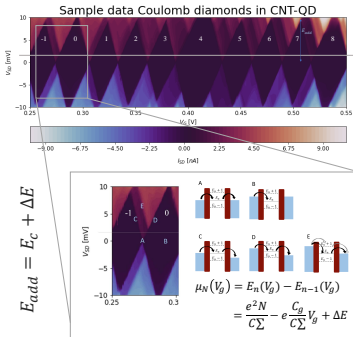 Sample data Coulomb diamonds in CNT-QD
10
5
0
−5
−10
V_SD [mV]
-1 0 1 2 3 4 5 6 7 8
E_add
0.25 0.30 0.35 0.40 0.45 0.50 0.55
V_G [V]
−9.00 −6.75 −4.50 −2.25 0.00 2.25 4.50 6.75 9.00
I_SD [nA]
E_add = E_C + ΔE
10
5
0
−5
−10
V_SD [mV]
-1 0
E
C D
A B
0.25 0.3
A B
C D E
μ_N(V_g) = E_n(V_g) − E_{n−1}(V_g)
= e²N/C∑ − e C_g/C∑ V_g + ΔE